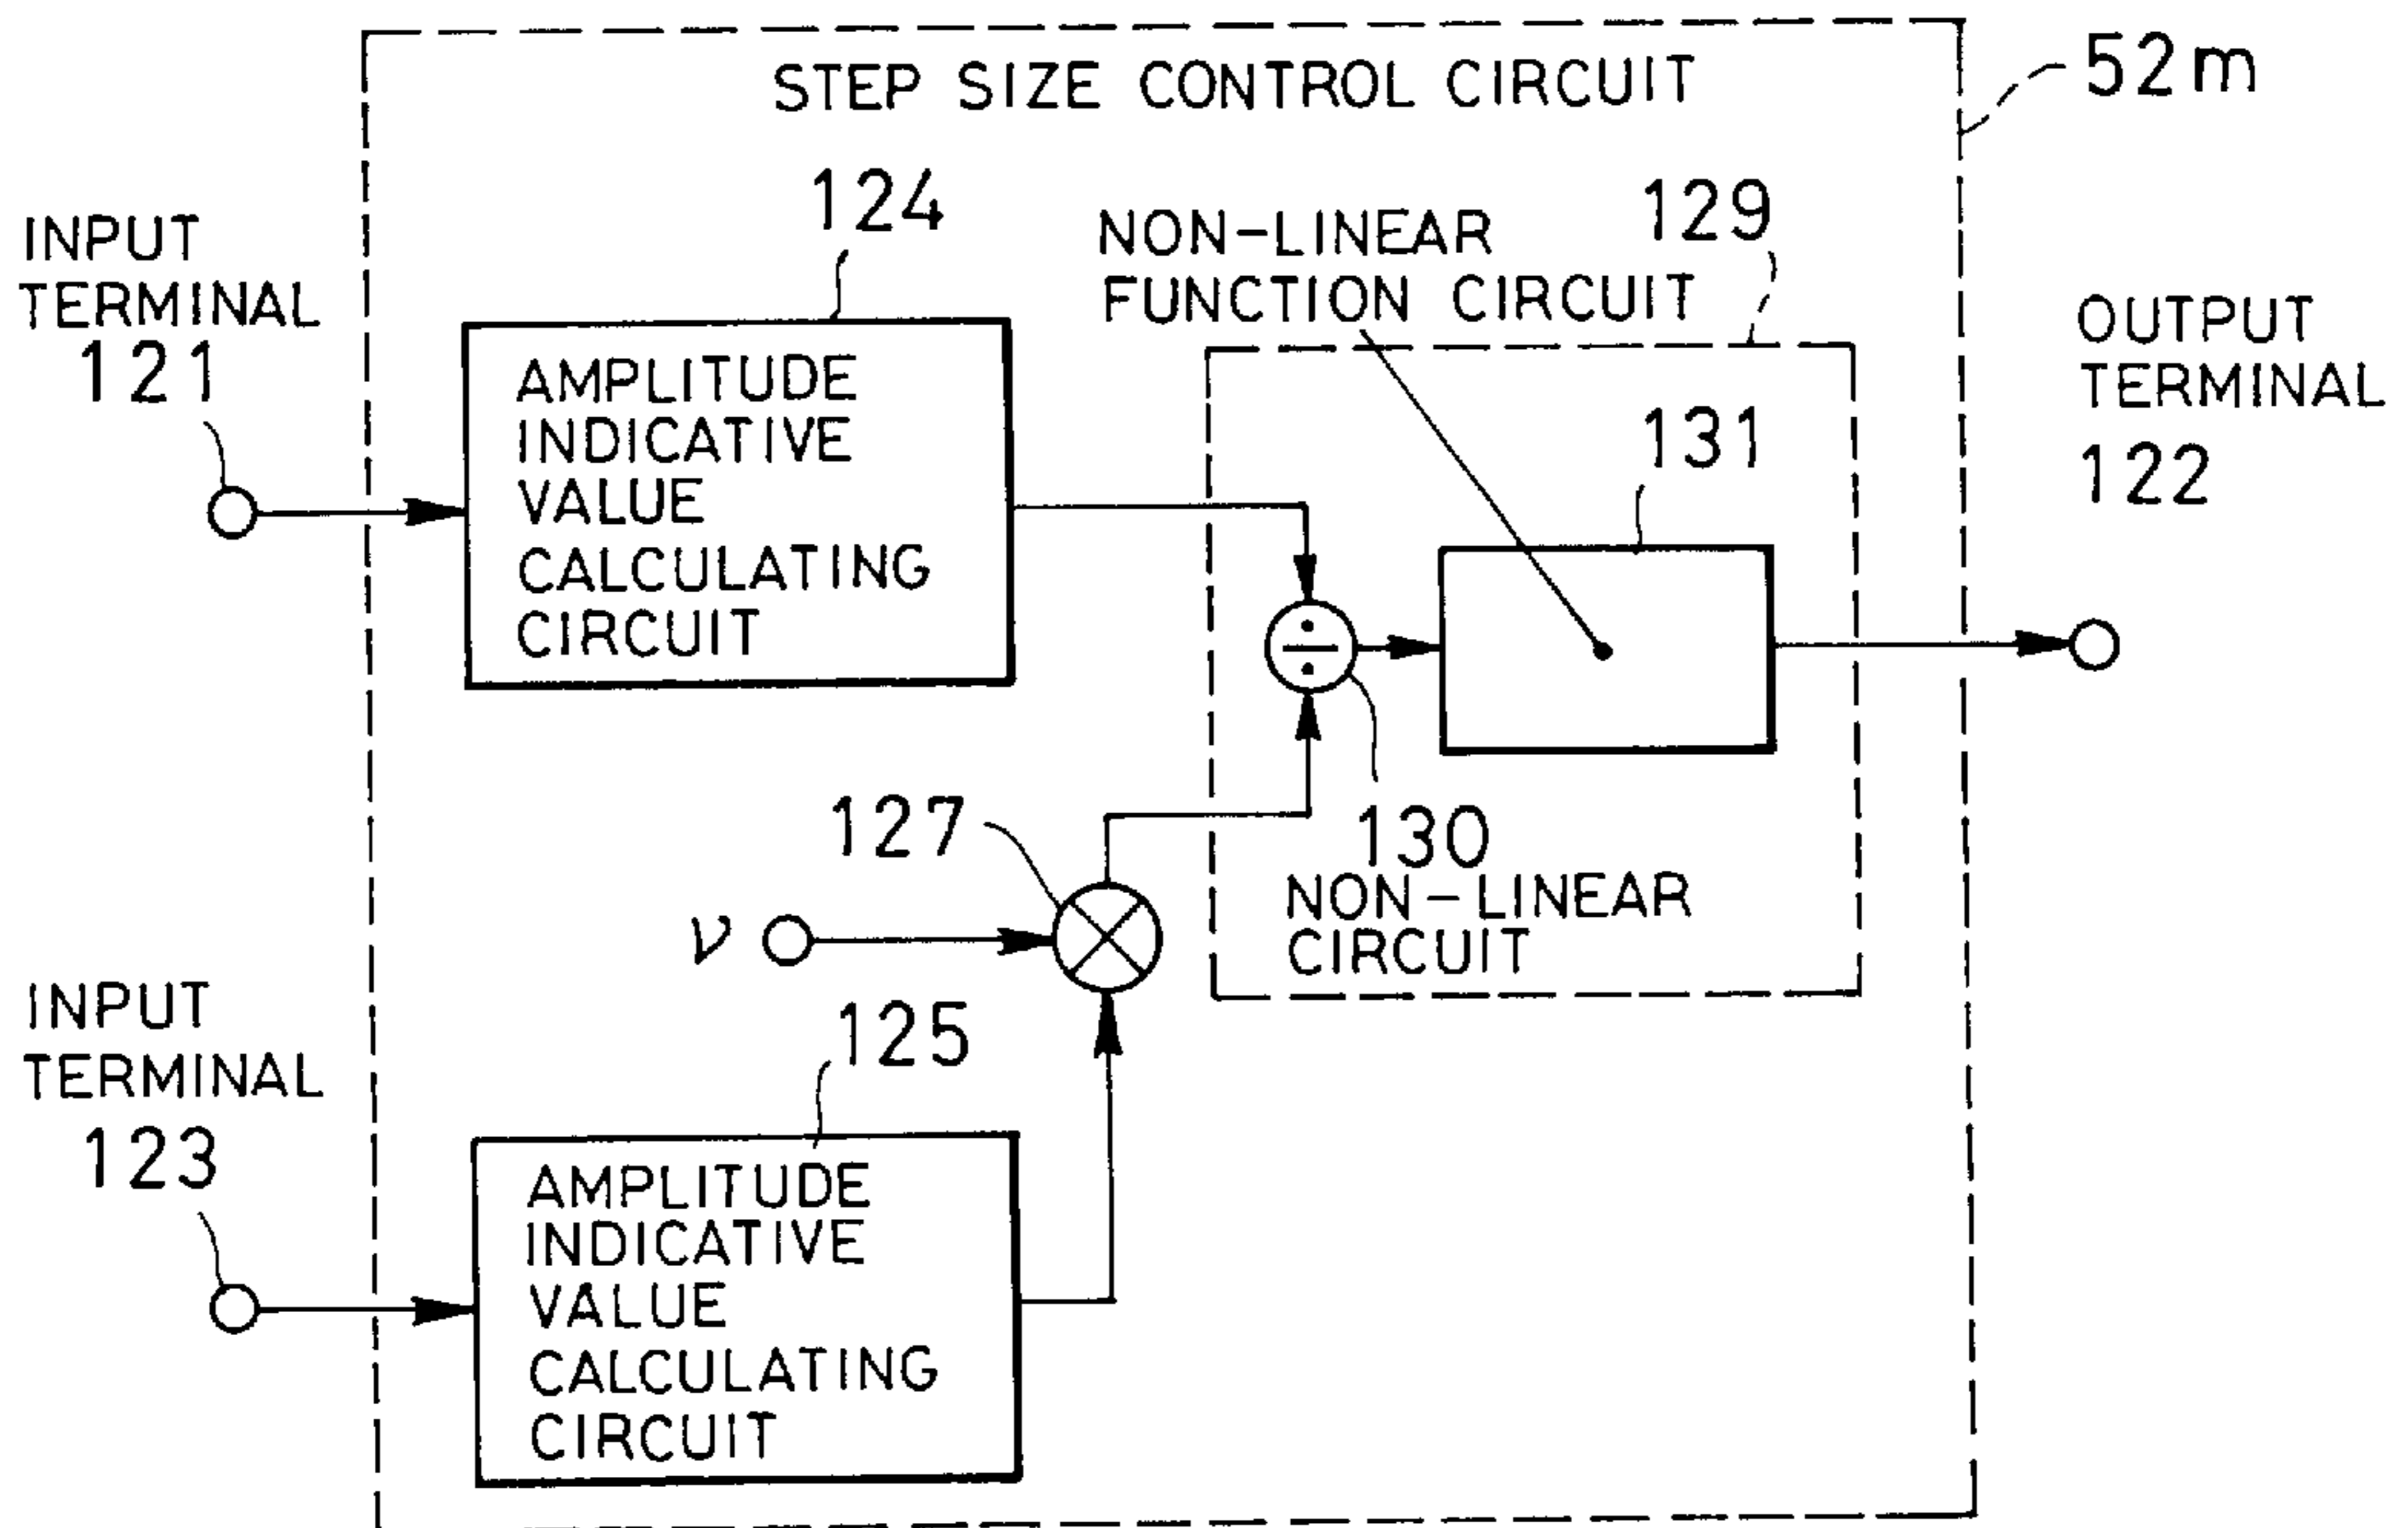 STEP SIZE CONTROL CIRCUIT
52m
INPUT
TERMINAL
121
124
NON-LINEAR
FUNCTION CIRCUIT
129
OUTPUT
TERMINAL
122
AMPLITUDE
INDICATIVE
VALUE
CALCULATING
CIRCUIT
131
÷
127
130
NON-LINEAR
CIRCUIT
ν
INPUT
TERMINAL
123
125
AMPLITUDE
INDICATIVE
VALUE
CALCULATING
CIRCUIT